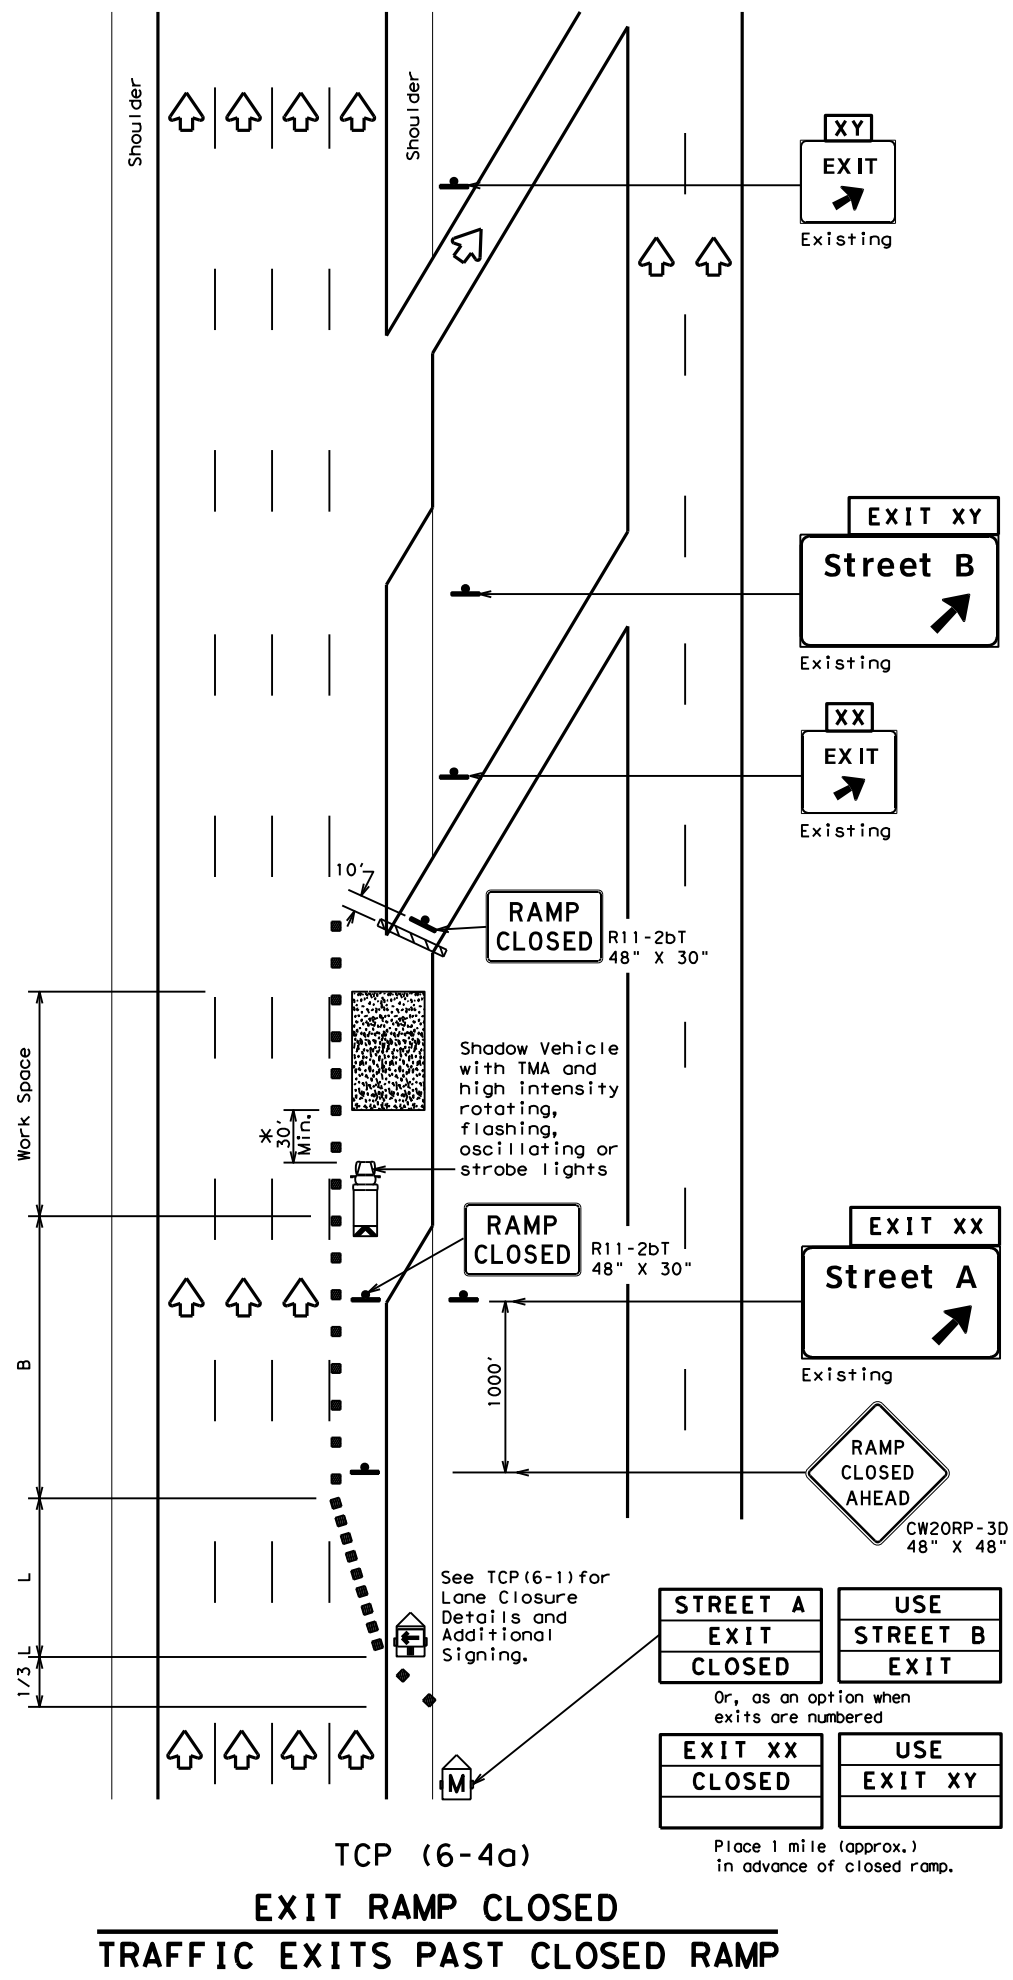 Shoulder
Shoulder
XY
EXIT
Existing
EXIT XY
Street B
Existing
XX
EXIT
Existing
10'
RAMP
CLOSED
R11-2bT
48" X 30"
Work Space
*
30'
Min.
Shadow Vehicle
with TMA and
high intensity
rotating,
flashing,
oscillating or
strobe lights
RAMP
CLOSED
R11-2bT
48" X 30"
EXIT XX
Street A
Existing
B
1000'
RAMP
CLOSED
AHEAD
CW20RP-3D
48" X 48"
L
1/3 L
See TCP(6-1)for
Lane Closure
Details and
Additional
Signing.
STREET A
EXIT
CLOSED
USE
STREET B
EXIT
Or, as an option when
exits are numbered
EXIT XX
CLOSED
USE
EXIT XY
M
Place 1 mile (approx.)
in advance of closed ramp.
TCP (6-4a)
EXIT RAMP CLOSED
TRAFFIC EXITS PAST CLOSED RAMP